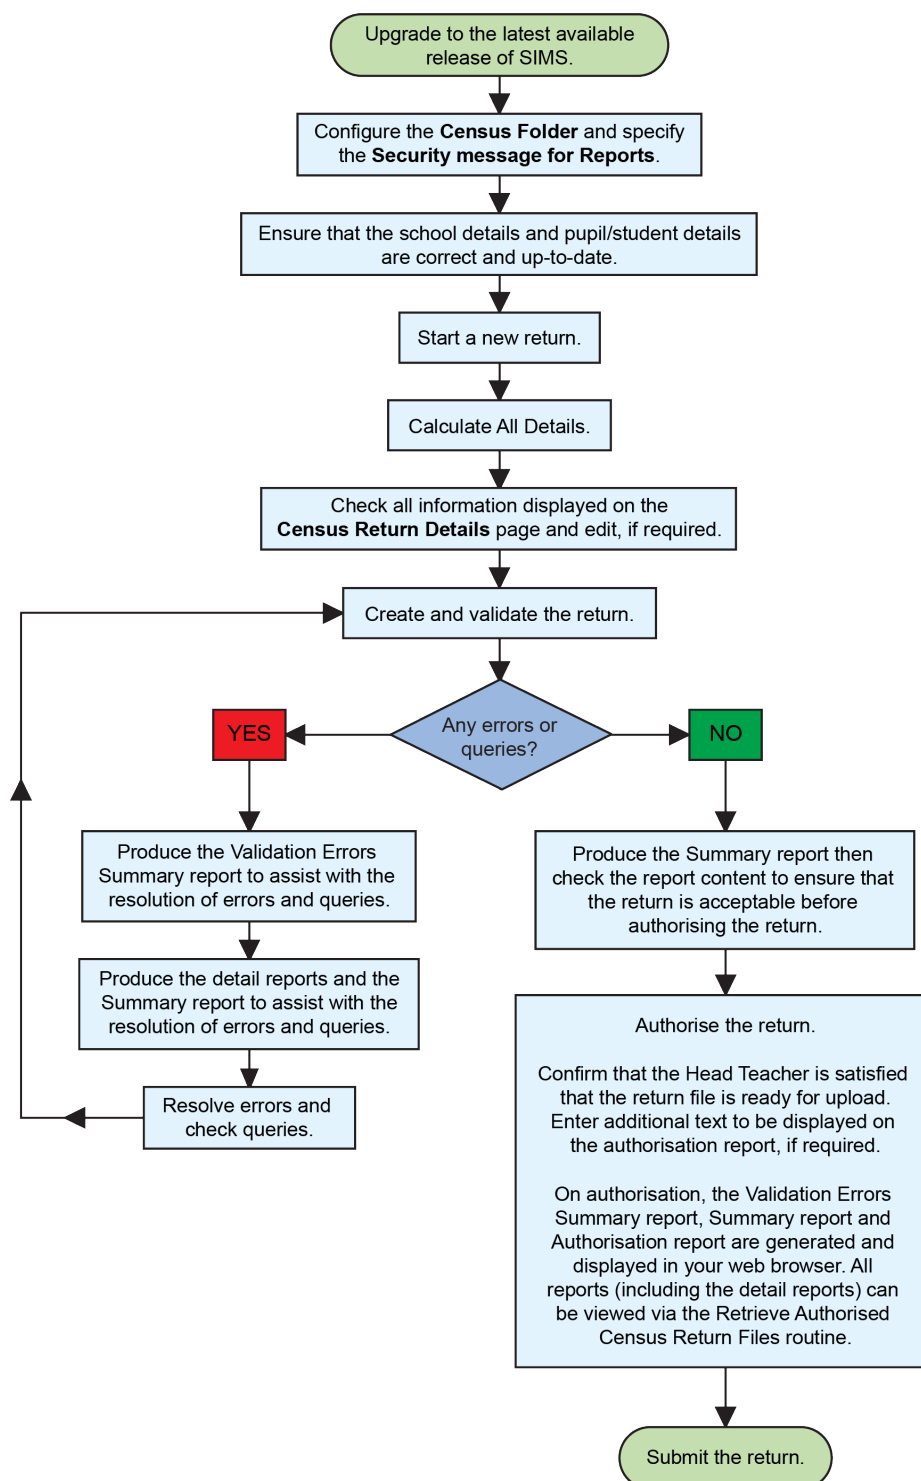 Upgrade to the latest available
release of SIMS.
Configure the Census Folder and specify
the Security message for Reports.
Ensure that the school details and pupil/student details
are correct and up-to-date.
Start a new return.
Calculate All Details.
Check all information displayed on the
Census Return Details page and edit, if required.
Create and validate the return.
Any errors or
queries?
YES
NO
Produce the Validation Errors
Summary report to assist with the
resolution of errors and queries.
Produce the detail reports and the
Summary report to assist with the
resolution of errors and queries.
Resolve errors and
check queries.
Produce the Summary report then
check the report content to ensure that
the return is acceptable before
authorising the return.
Authorise the return.
Confirm that the Head Teacher is satisfied
that the return file is ready for upload.
Enter additional text to be displayed on
the authorisation report, if required.
On authorisation, the Validation Errors
Summary report, Summary report and
Authorisation report are generated and
displayed in your web browser. All
reports (including the detail reports) can
be viewed via the Retrieve Authorised
Census Return Files routine.
Submit the return.